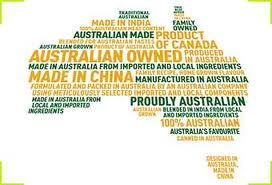 TRADITIONAL AUSTRALIAN
MADE IN INDIA
100% AUSTRALIAN MEAT CONTENT
FAMILY OWNED
AUSTRALIAN MADE
PRODUCT OF CANADA
BLENDED FOR AUSTRALIAN TASTES
AUSTRALIAN GROWN
PRODUCT OF AUSTRALIA
AUSTRALIAN OWNED
PRODUCED IN AUSTRALIA
MADE IN AUSTRALIA FROM IMPORTED AND LOCAL INGREDIENTS
MADE IN CHINA
FAMILY RECIPE, HOME GROWN FLAVOUR
MANUFACTURED IN AUSTRALIA
FORMULATED AND PACKED IN AUSTRALIA BY AN AUSTRALIAN COMPANY
USING METICULOUSLY SELECTED IMPORTED AND LOCAL COMPONENTS
MADE IN AUSTRALIA FROM LOCAL AND IMPORTED INGREDIENTS
PROUDLY AUSTRALIAN
AUSTRALIAN GROWN
BLENDED IN INDIA FROM LOCAL AND IMPORTED INGREDIENTS
100% AUSTRALIAN
AUSTRALIA'S FAVOURITE
CANNED IN AUSTRALIA
DESIGNED IN AUSTRALIA, MADE IN CHINA